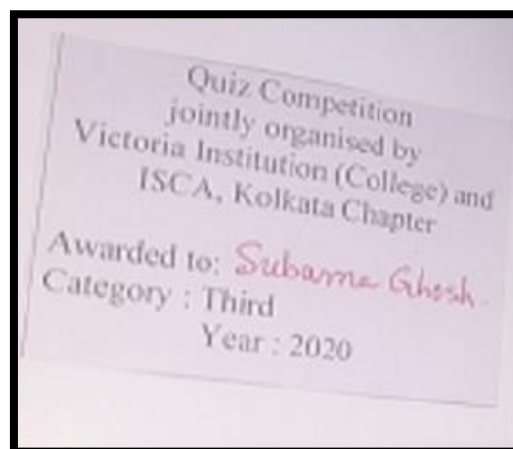 Quiz Competition
jointly organised by
Victoria Institution (College) and
ISCA, Kolkata Chapter
Awarded to: Subarna Ghosh
Category : Third
Year : 2020